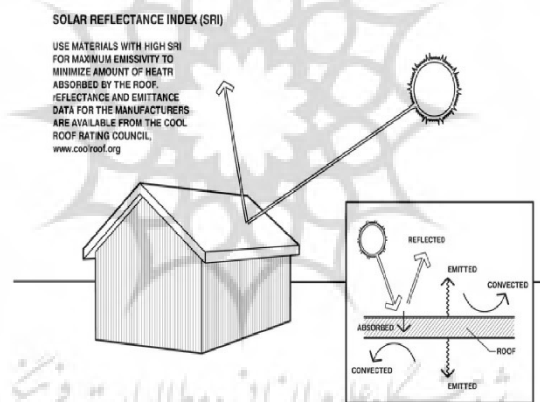 SOLAR REFLECTANCE INDEX (SRI)
USE MATERIALS WITH HIGH SRI
FOR MAXIMUM EMISSIVITY TO
MINIMIZE AMOUNT OF HEATR
ABSORBED BY THE ROOF.
REFLECTANCE AND EMITTANCE
DATA FOR THE MANUFACTURERS
ARE AVAILABLE FROM THE COOL
ROOF RATING COUNCIL,
www.coolroof.org
REFLECTED
EMITTED
CONVECTED
ABSORBED
ROOF
CONVECTED
EMITTED